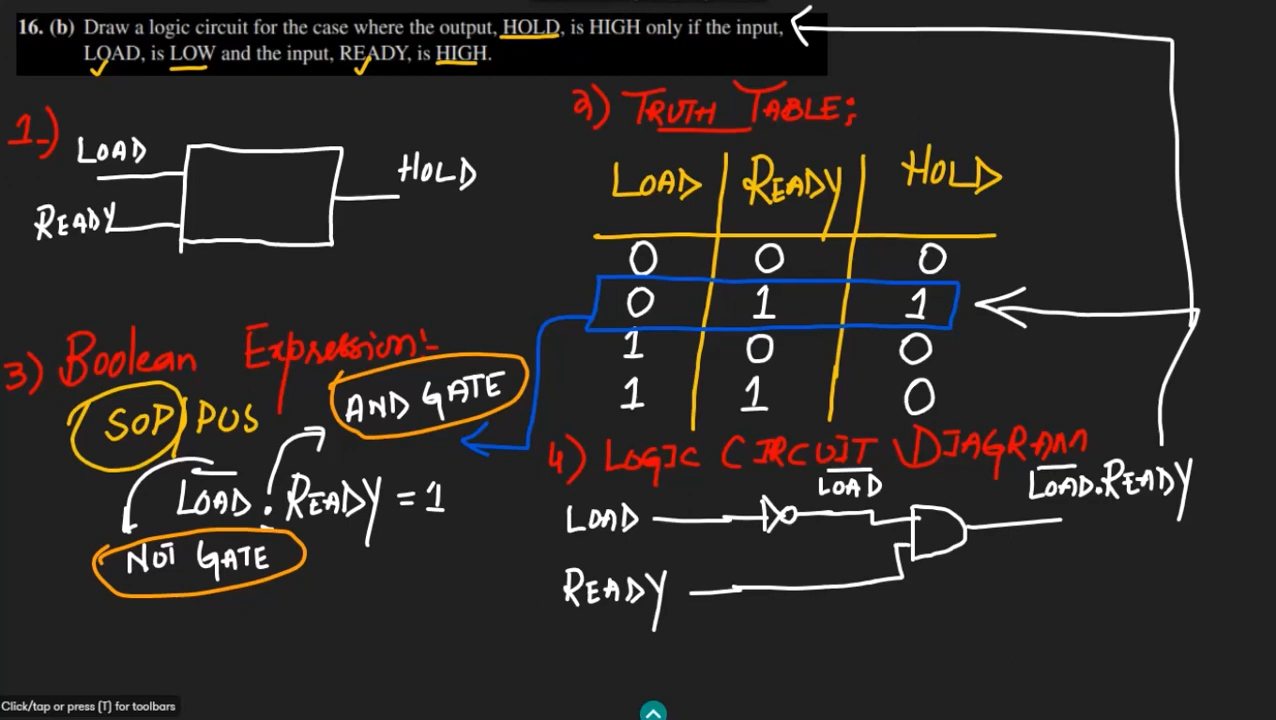 16. (b) Draw a logic circuit for the case where the output, HOLD, is HIGH only if the input,
LOAD, is LOW and the input, READY, is HIGH.
1.)
LOAD
READY
HOLD
2) TRUTH TABLE:
LOAD READY HOLD
0 0 0
0 1 1
1 0 0
1 1 0
3) Boolean Expression:
SOP POS
AND GATE
L̅O̅A̅D̅ . READY = 1
NOT GATE
4) LOGIC CIRCUIT DIAGRAM
LOAD
L̅O̅A̅D̅
L̅O̅A̅D̅.READY
READY
Click/tap or press (T) for toolbars